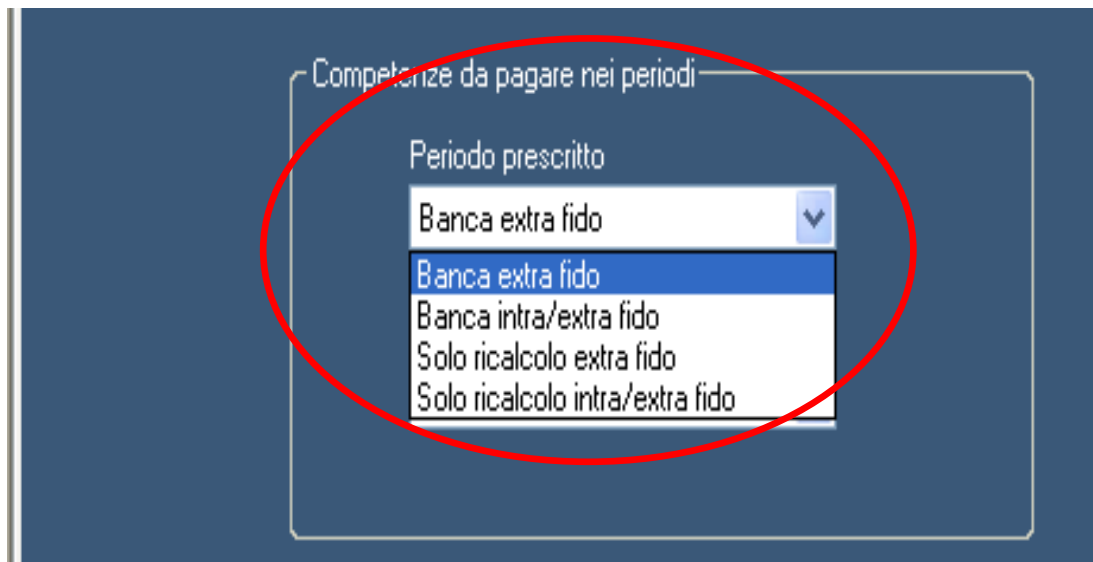 Competenze da pagare nei periodi
Periodo prescritto
Banca extra fido
Banca extra fido
Banca intra/extra fido
Solo ricalcolo extra fido
Solo ricalcolo intra/extra fido